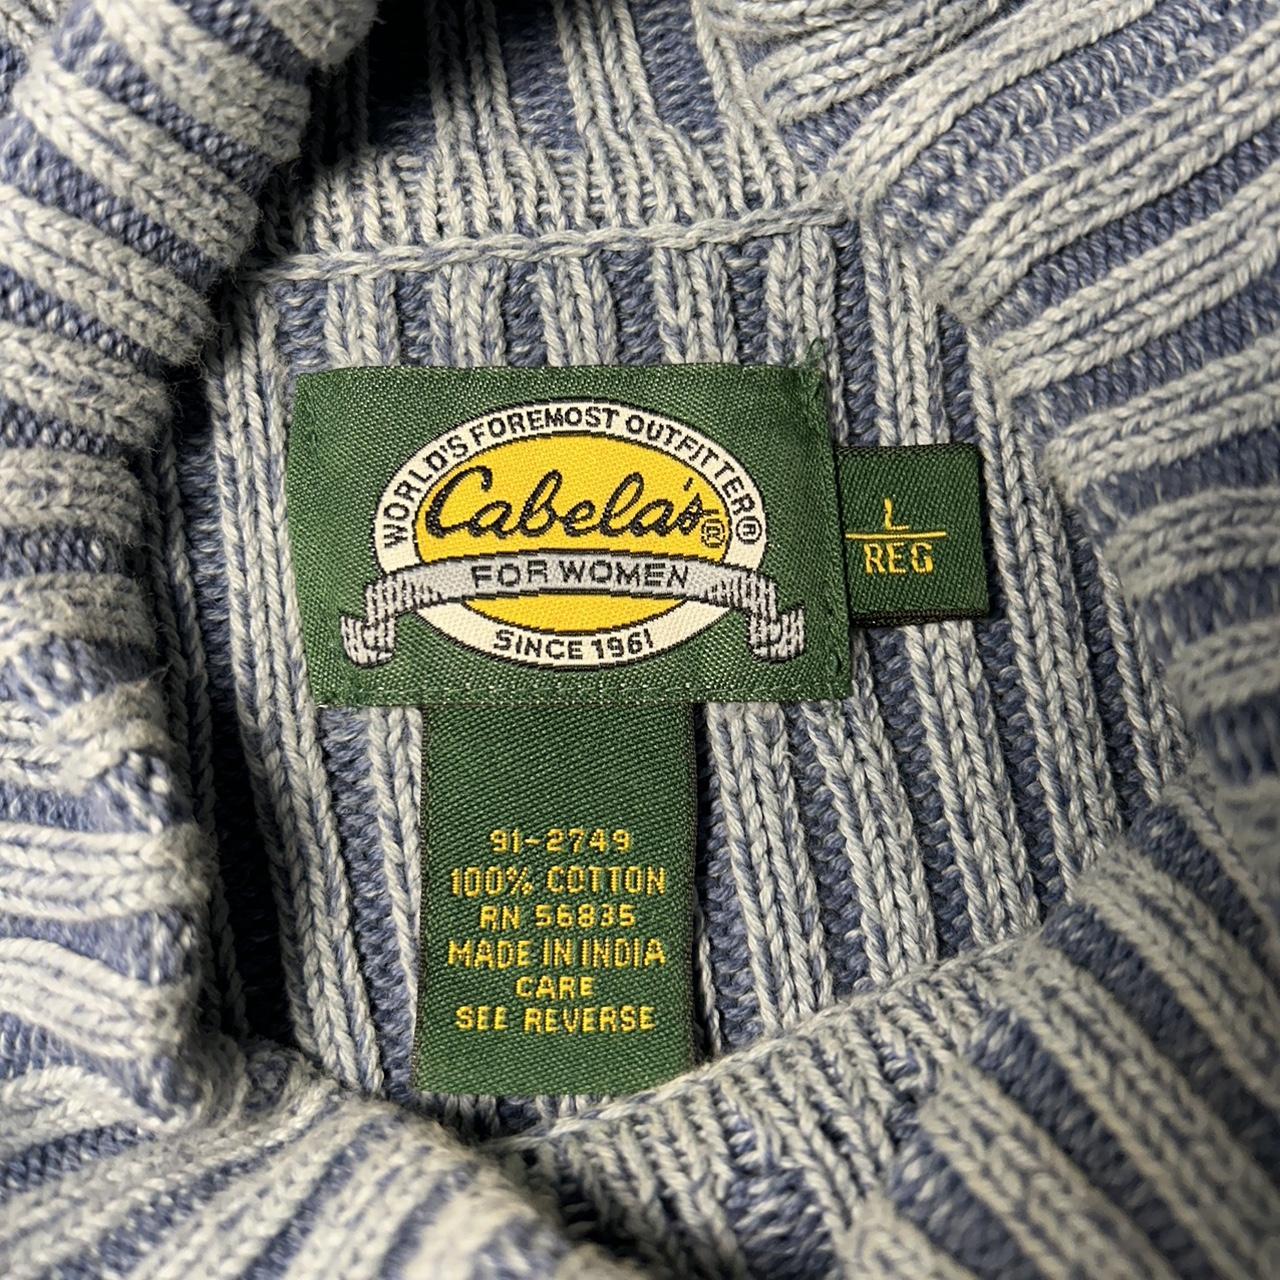 WORLD'S FOREMOST OUTFITTER®
Cabela's®
FOR WOMEN
SINCE 1961
L
REG
91-2749
100% COTTON
RN 56835
MADE IN INDIA
CARE
SEE REVERSE